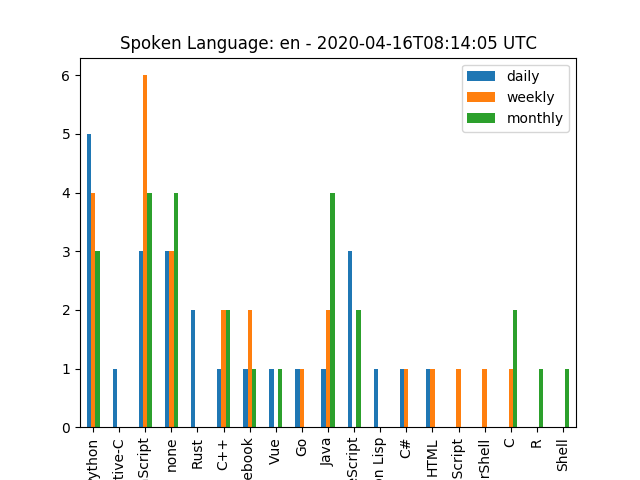 Spoken Language: en - 2020-04-16T08:14:05 UTC
daily
weekly
monthly
6
5
4
3
2
1
0
ython
tive-C
Script
none
Rust
C++
ebook
Vue
Go
Java
eScript
n Lisp
C#
HTML
Script
rShell
C
R
Shell